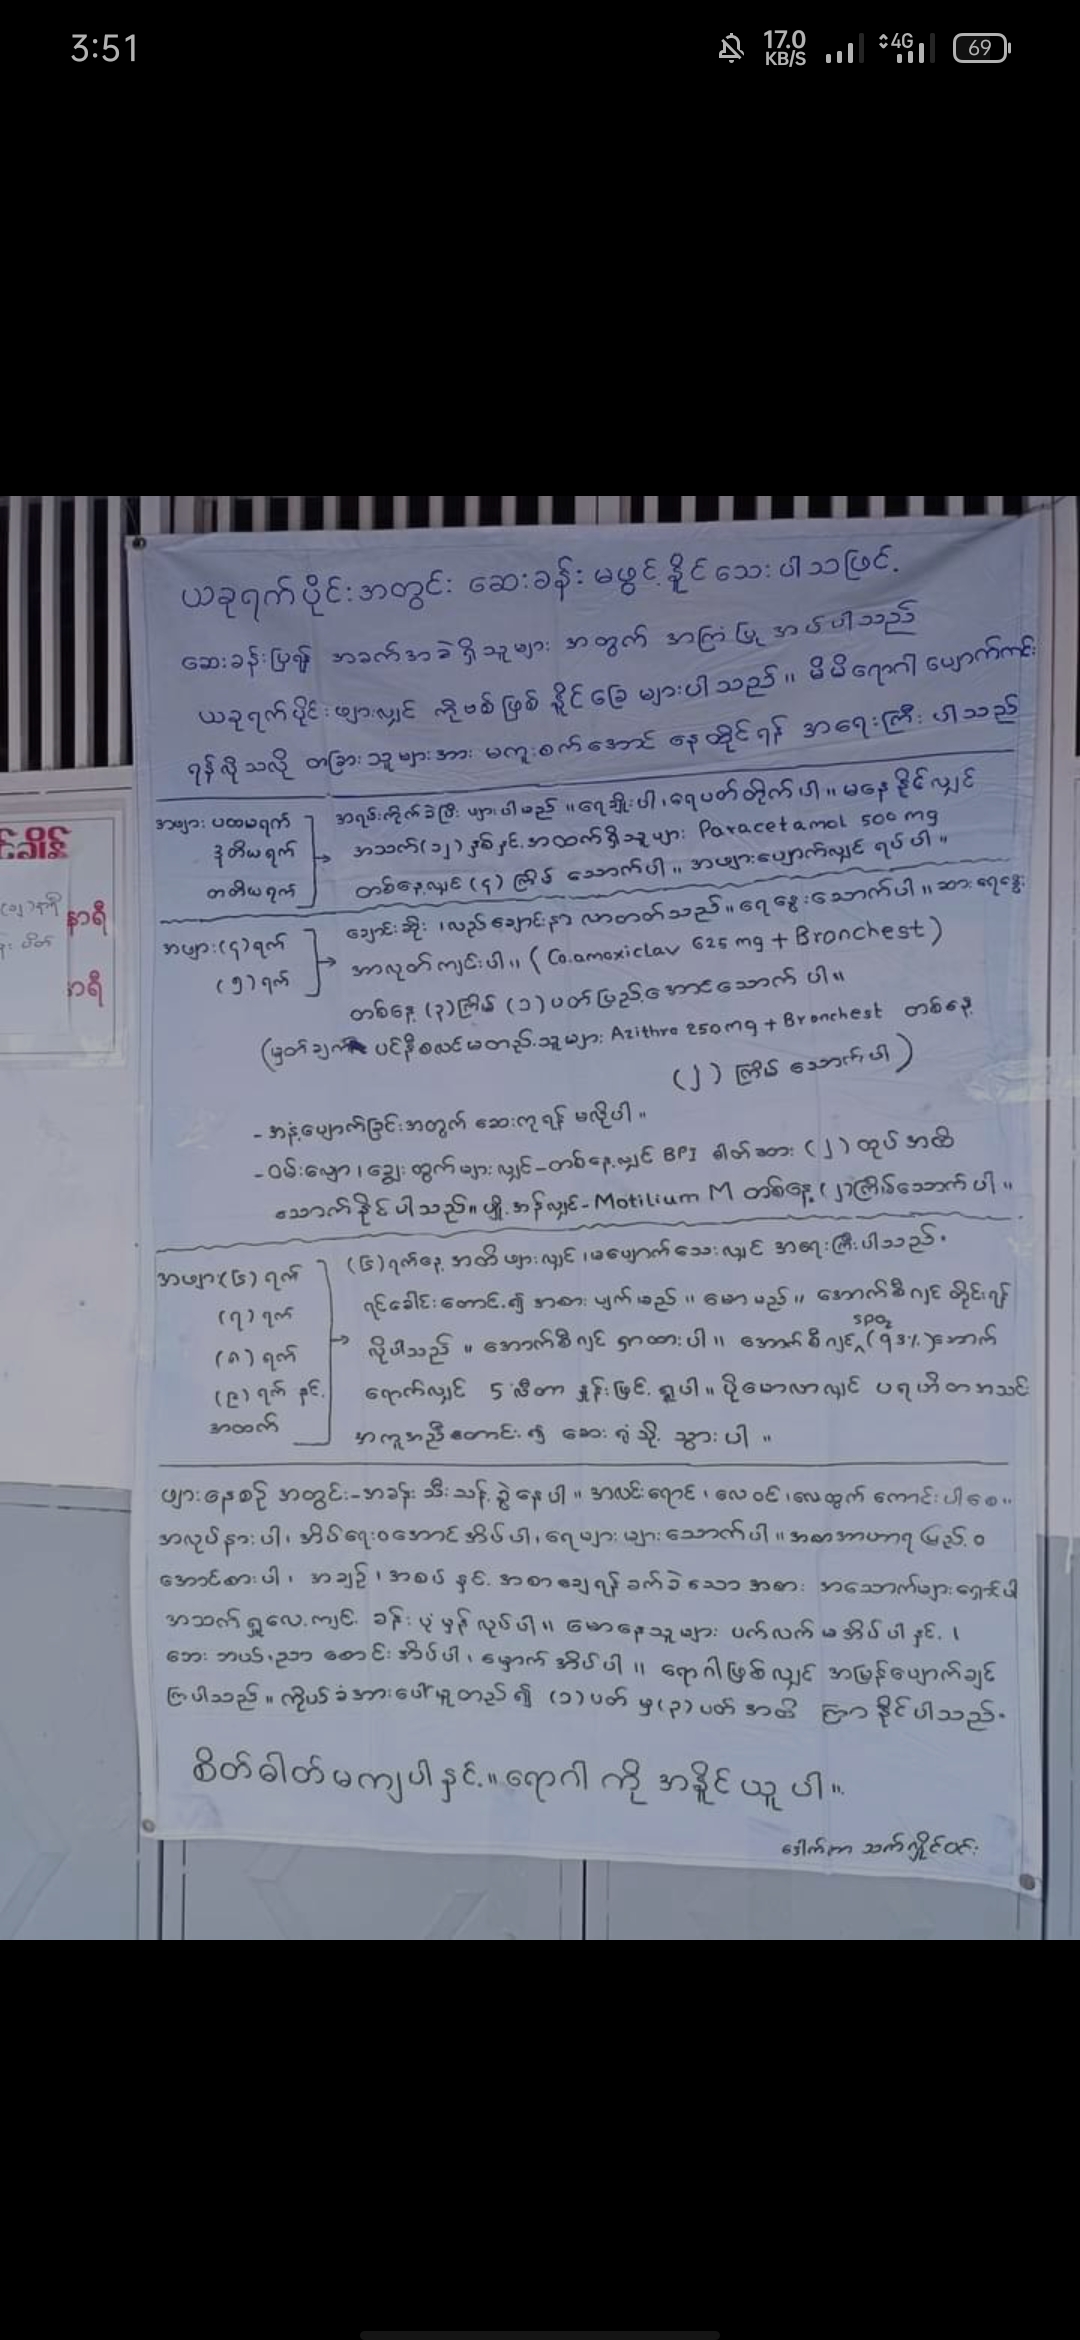 3:51
17.0
KB/S
4G
69
ယခုရက်ပိုင်းအတွင်း ဆေးခန်း မဖွင့်နိုင်သေးပါသဖြင့်
ဆေးခန်းပြရန် အခက်အခဲရှိသူများ အတွက် အကြံပြုအပ်ပါသည်
ယခုရက်ပိုင်း ဖျားလျှင် ကိုဗစ်ဖြစ်နိုင်ခြေ များပါသည်။ မိမိရောဂါ ပျောက်ကင်း
ရန်လိုသလို တခြားသူများအား မကူးစက်အောင် နေထိုင်ရန် အရေးကြီးပါသည်
အဖျား ပထမရက်
ဒုတိယရက်
တတိယရက်
အရမ်းကိုက်ခဲပြီး ဖျားပါမည်။ ရေချိုးပါ၊ ရေပတ်တိုက်ပါ။ မနေနိုင်လျှင်
အသက်(၁၂)နှစ်နှင့်အထက်ရှိသူများ Paracetamol 500 mg
တစ်နေ့လျှင် (၄) ကြိမ် သောက်ပါ။ အဖျားပျောက်လျှင် ရပ်ပါ။
အဖျား(၄)ရက်
(၅)ရက်
ချောင်းဆိုး၊ လည်ချောင်းနာ လာတတ်သည်။ ရေနွေးသောက်ပါ။ ဆားရေနွေး
အာလုတ်ကျင်းပါ။ (Co.amoxiclav 625 mg + Bronchest)
တစ်နေ့ (၃)ကြိမ် (၁)ပတ်ပြည့်အောင်သောက်ပါ။
(မှတ်ချက် ပင်နီစလင်မတည့်သူများ Azithro 250mg + Bronchest တစ်နေ့
(၂) ကြိမ် သောက်ပါ)
- အနံ့ပျောက်ခြင်းအတွက် ဆေးကုရန် မလိုပါ။
- ဝမ်းလျှော၊ ချွေးထွက်များလျှင် - တစ်နေ့လျှင် BPI ဓါတ်ဆား (၂) ထုပ်အထိ
သောက်နိုင်ပါသည်။ ပျို့အန်လျှင် - Motilium M တစ်နေ့ (၂)ကြိမ်သောက်ပါ။
အဖျား(၆)ရက်
(၇)ရက်
(၈)ရက်
(၉)ရက် နှင့်
အထက်
(၆)ရက်နေ့ အထိ ဖျားလျှင်၊ မပျောက်သေးလျှင် အရေးကြီးပါသည်။
ရင်ခေါင်းတောင့်၍ အစားပျက်မည်။ မောမည်။ အောက်စီဂျင် တိုင်းရန်
လိုပါသည်။ အောက်စီဂျင် ရှာထားပါ။ အောက်စီဂျင် SPO₂ (93%)အောက်
ရောက်လျှင် 5 လီတာ နှုန်းဖြင့် ရှူပါ။ ပိုမောလာလျှင် ပရဟိတအသင်း
အကူအညီတောင်း၍ ဆေးရုံသို့ သွားပါ။
ဖျားနေစဉ် အတွင်း - အခန်းသီးသန့်ခွဲနေပါ။ အလင်းရောင်၊ လေဝင်၊ လေထွက် ကောင်းပါစေ။
အလုပ်နားပါ၊ အိပ်ရေးဝအောင်အိပ်ပါ၊ ရေများများသောက်ပါ။ အစာအာဟာရပြည့်ဝ
အောင်စားပါ၊ အချဉ်၊ အစပ်နှင့် အစာချေရန်ခက်ခဲသော အစားအသောက်များရှောင်ပါ
အသက်ရှူလေ့ကျင့်ခန်း ပုံမှန်လုပ်ပါ။ မောနေသူများ ပက်လက်မအိပ်ပါနှင့်၊
ဘေးဘယ်၊ ညာ စောင်းအိပ်ပါ၊ မှောက်အိပ်ပါ။ ရောဂါဖြစ်လျှင် အမြန်ပျောက်ချင်
ကြပါသည်။ ကိုယ်ခံအားပေါ်မူတည်၍ (၁)ပတ် မှ (၃)ပတ် အထိ ကြာနိုင်ပါသည်။
စိတ်ဓါတ်မကျပါနှင့်။ ရောဂါကို အနိုင်ယူပါ။
ဒေါက်တာ သက်လှိုင်ဝင်း
နာရီ